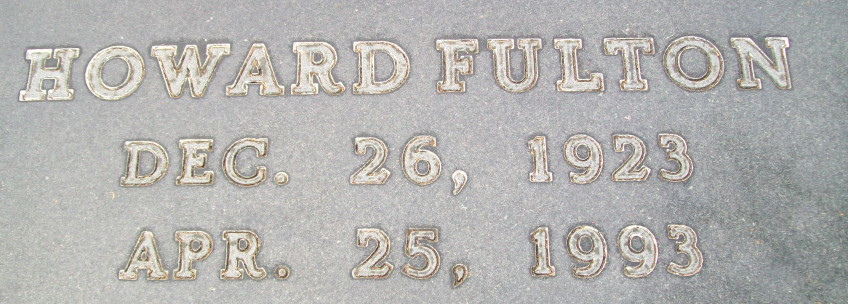 HOWARD FULTON
DEC. 26, 1923
APR. 25, 1993